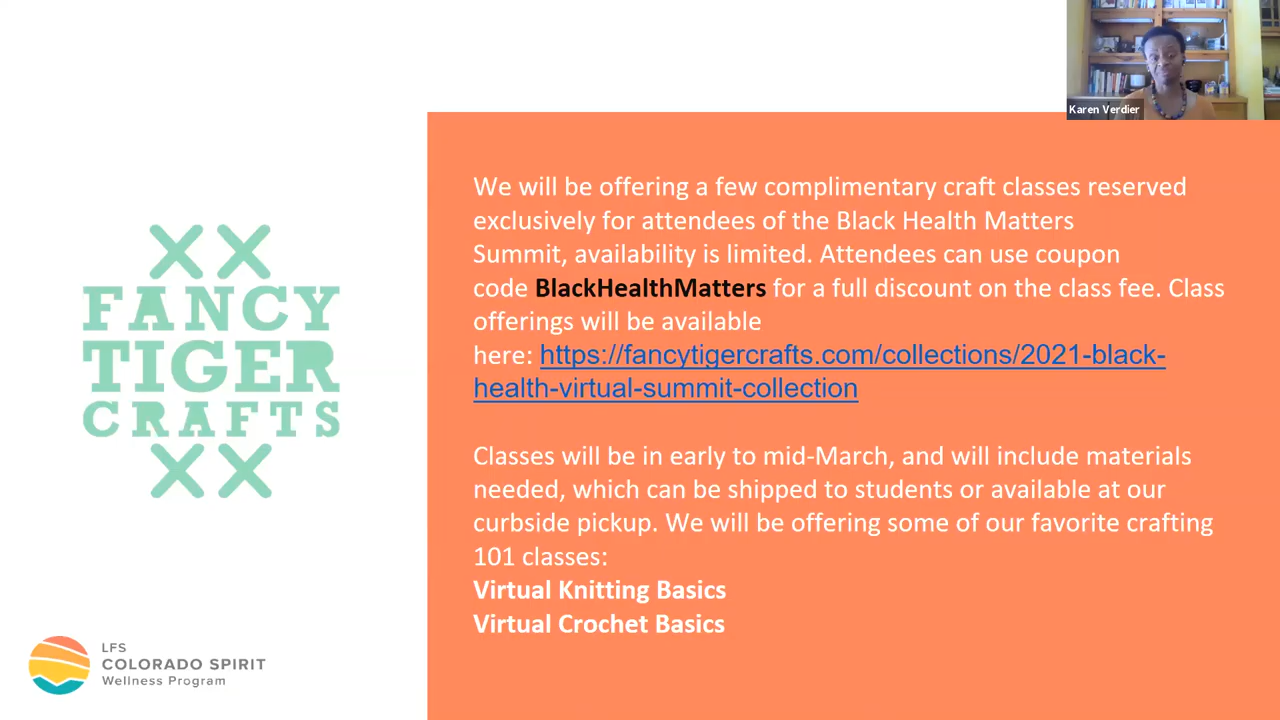 Karen Verdier
We will be offering a few complimentary craft classes reserved
exclusively for attendees of the Black Health Matters
Summit, availability is limited. Attendees can use coupon
code BlackHealthMatters for a full discount on the class fee. Class
offerings will be available
here: https://fancytigercrafts.com/collections/2021-black-
health-virtual-summit-collection
Classes will be in early to mid-March, and will include materials
needed, which can be shipped to students or available at our
curbside pickup. We will be offering some of our favorite crafting
101 classes:
Virtual Knitting Basics
Virtual Crochet Basics
XX
FANCY
TIGER
CRAFTS
XX
LFS
COLORADO SPIRIT
Wellness Program